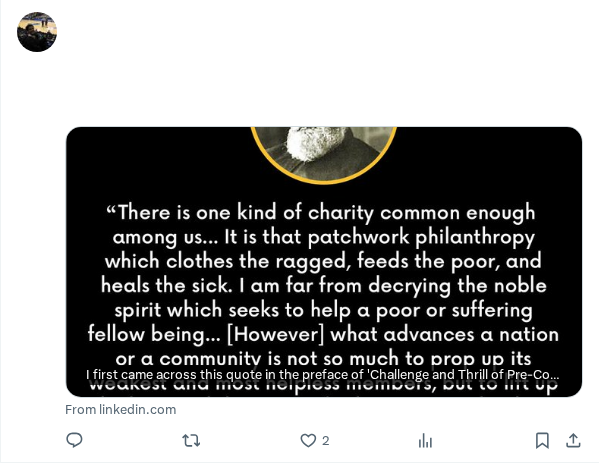 “There is one kind of charity common enough
among us... It is that patchwork philanthropy
which clothes the ragged, feeds the poor, and
heals the sick. I am far from decrying the noble
spirit which seeks to help a poor or suffering
fellow being... [However] what advances a nation
or a community is not so much to prop up its
weakest and most helpless members, but to lift up
I first came across this quote in the preface of 'Challenge and Thrill of Pre-Co...
From linkedin.com
2